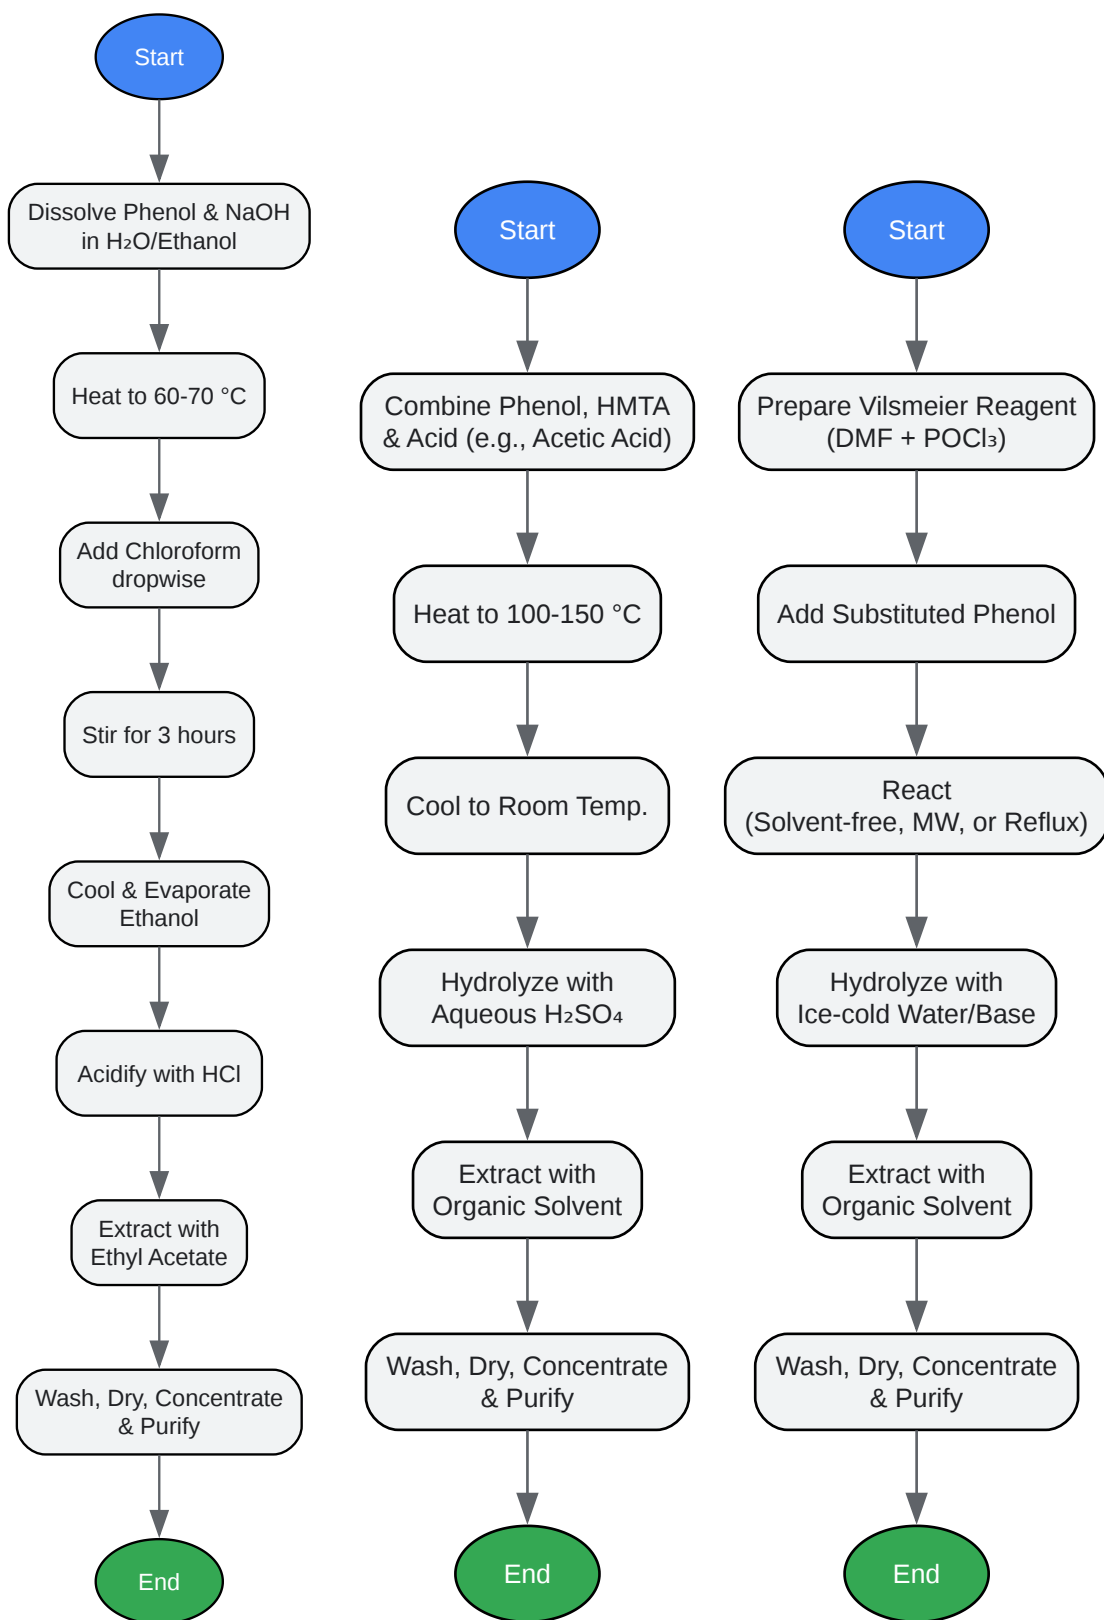 Start
Dissolve Phenol & NaOH
in H₂O/Ethanol
Heat to 60-70 °C
Add Chloroform
dropwise
Stir for 3 hours
Cool & Evaporate
Ethanol
Acidify with HCl
Extract with
Ethyl Acetate
Wash, Dry, Concentrate
& Purify
End
Start
Combine Phenol, HMTA
& Acid (e.g., Acetic Acid)
Heat to 100-150 °C
Cool to Room Temp.
Hydrolyze with
Aqueous H₂SO₄
Extract with
Organic Solvent
Wash, Dry, Concentrate
& Purify
End
Start
Prepare Vilsmeier Reagent
(DMF + POCl₃)
Add Substituted Phenol
React
(Solvent-free, MW, or Reflux)
Hydrolyze with
Ice-cold Water/Base
Extract with
Organic Solvent
Wash, Dry, Concentrate
& Purify
End